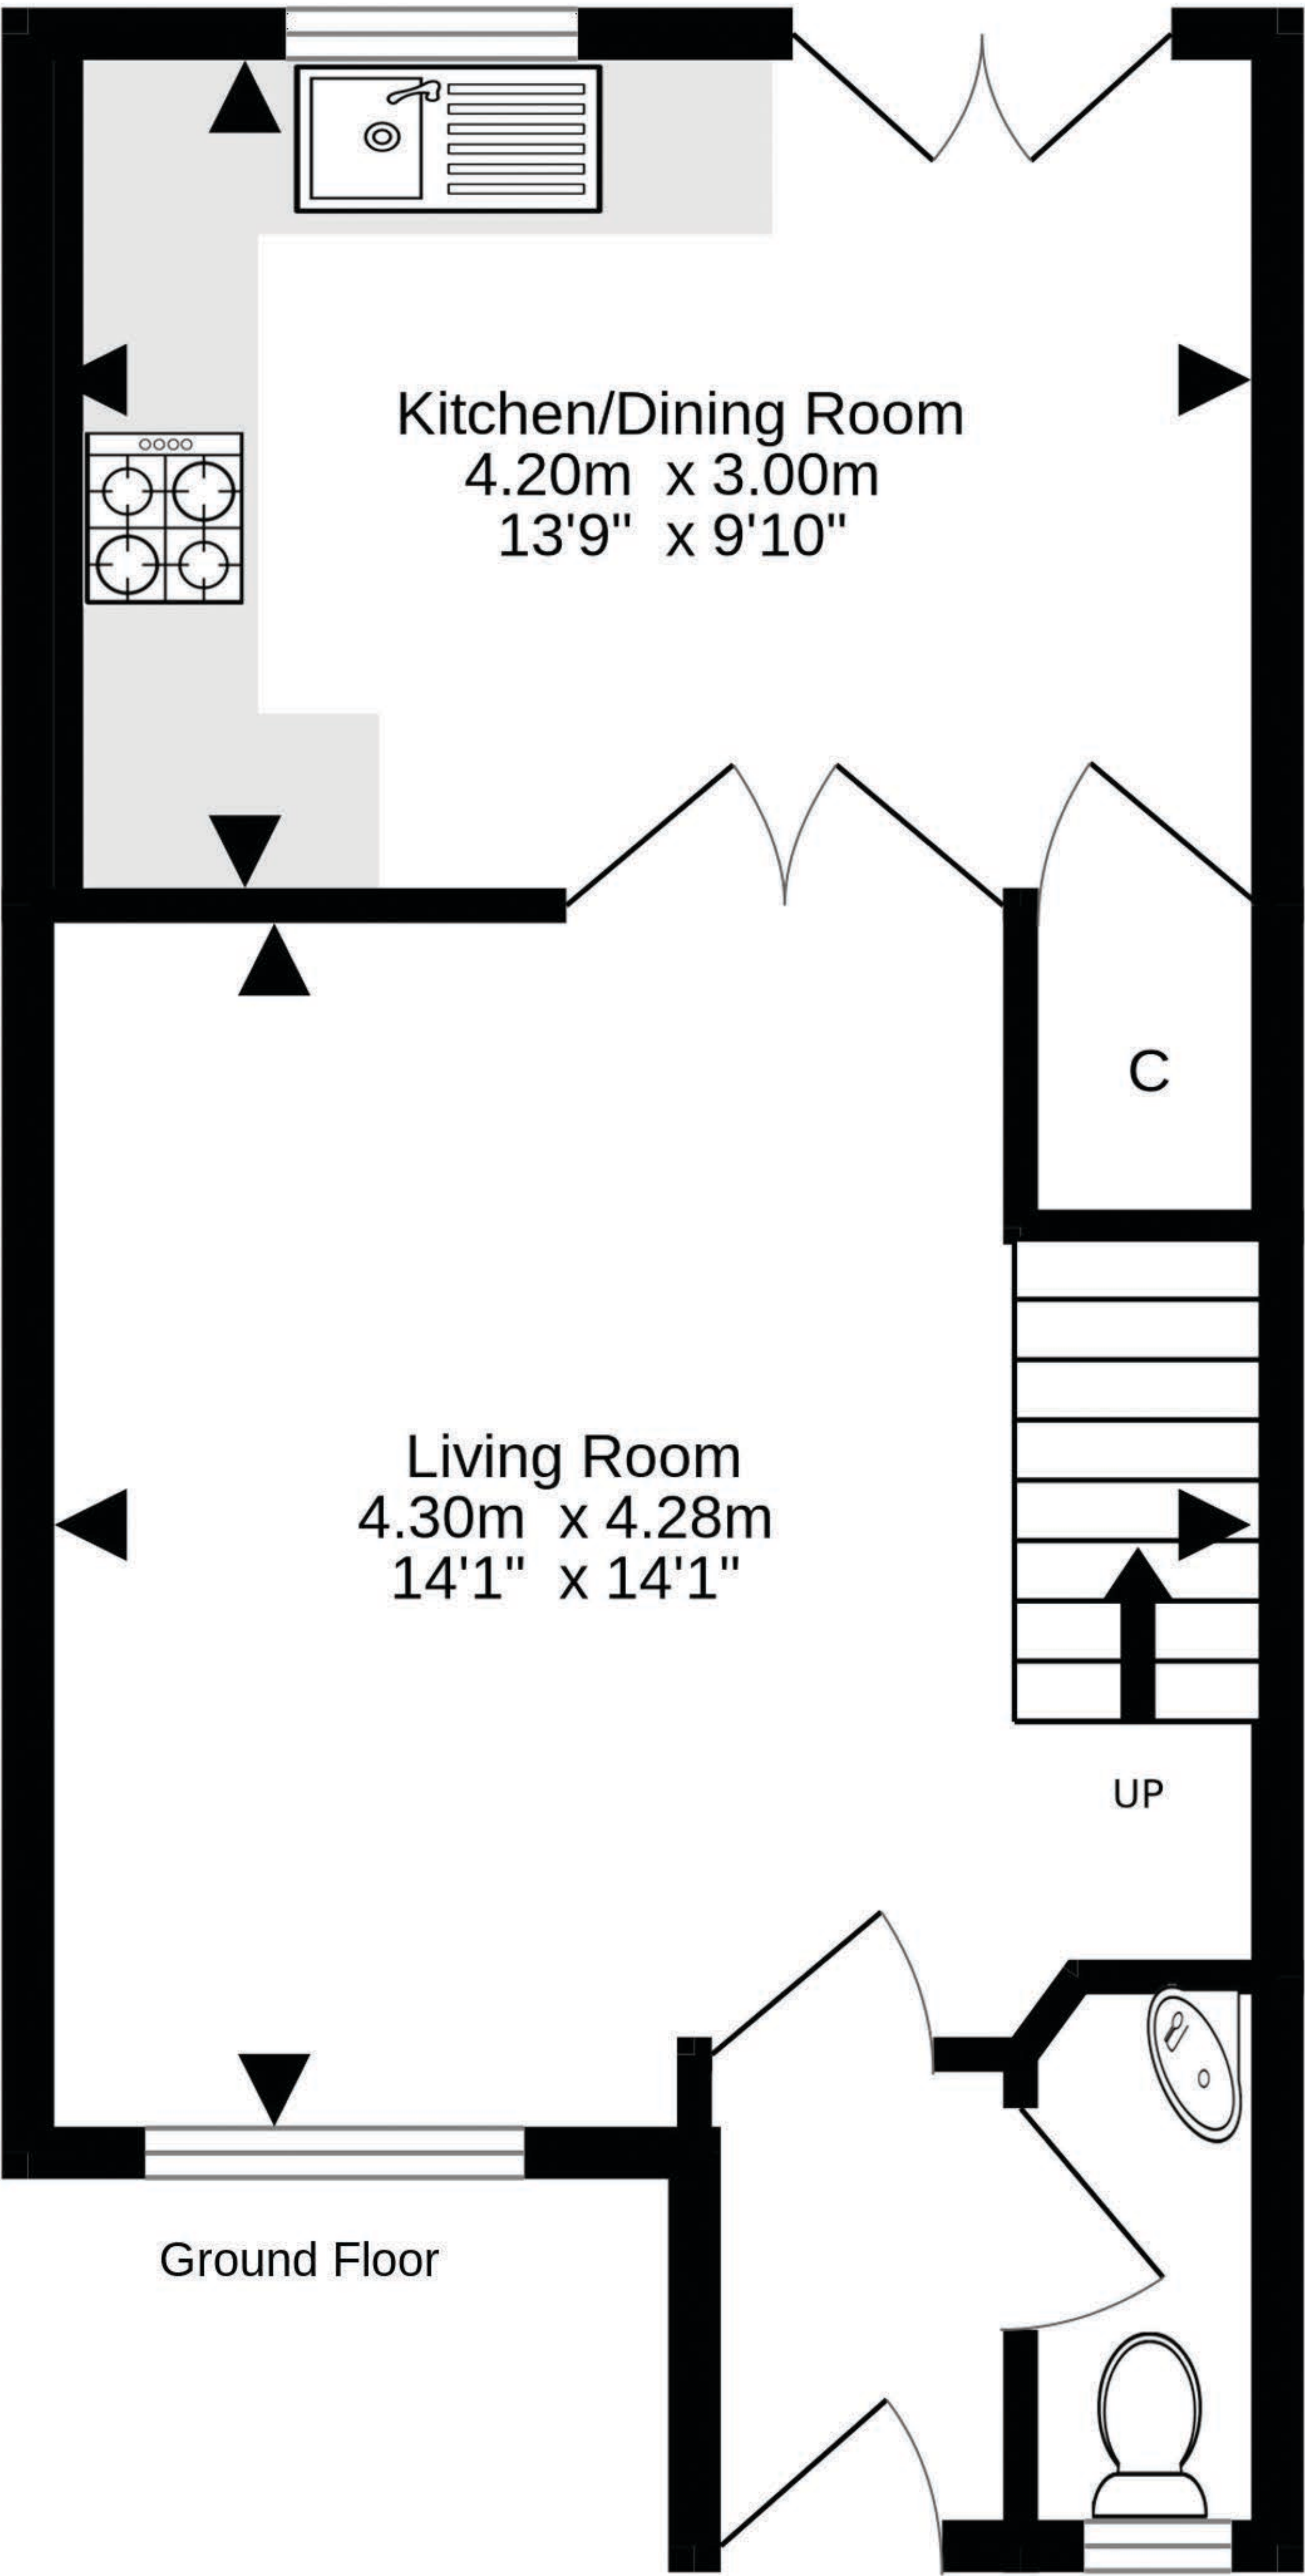 Kitchen/Dining Room
4.20m x 3.00m
13'9" x 9'10"
C
Living Room
4.30m x 4.28m
14'1" x 14'1"
UP
Ground Floor